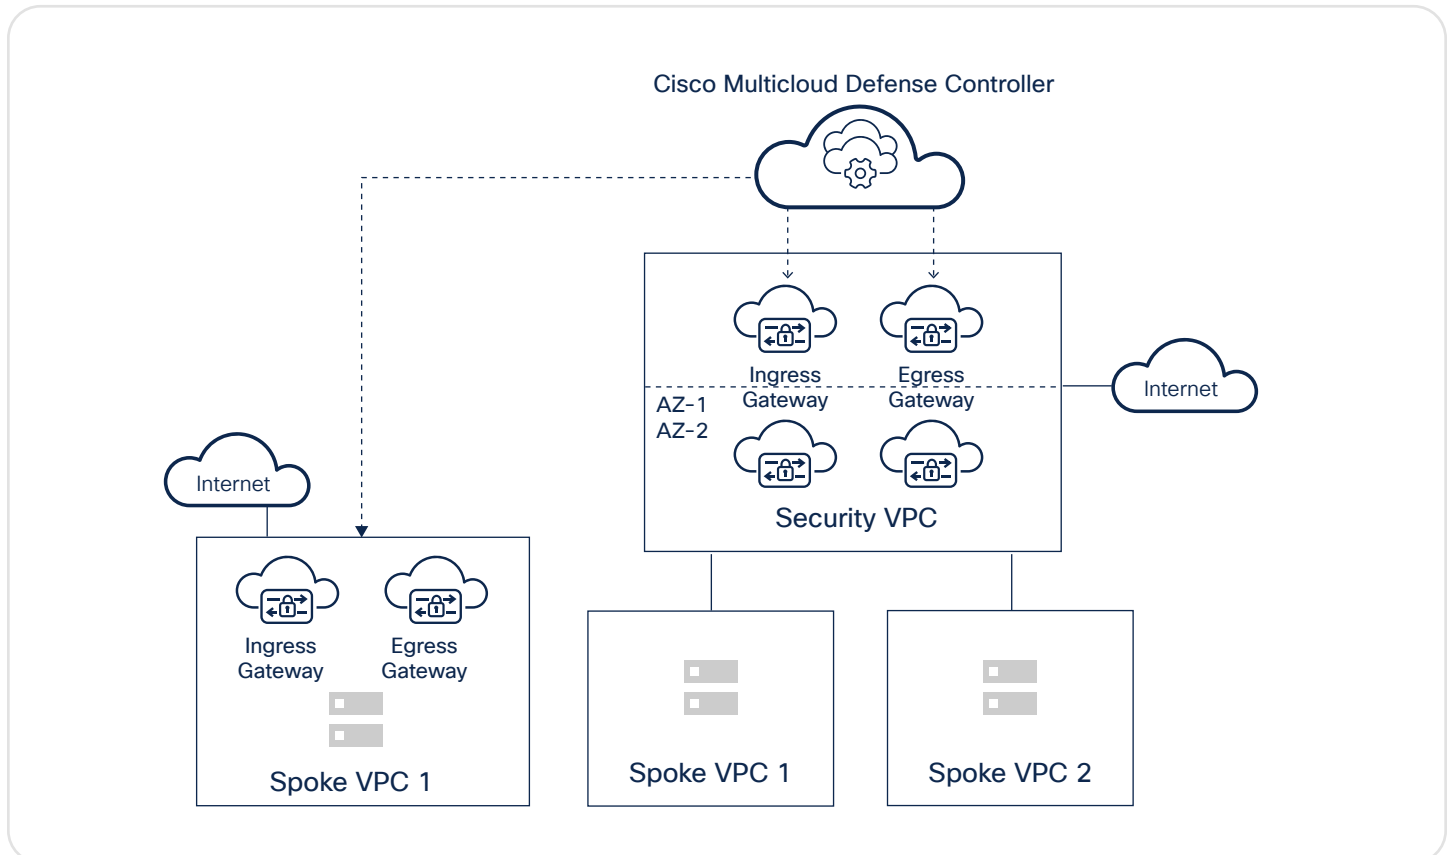 Cisco Multicloud Defense Controller
Ingress
Gateway
Egress
Gateway
AZ-1
AZ-2
Security VPC
Internet
Internet
Ingress
Gateway
Egress
Gateway
Spoke VPC 1
Spoke VPC 1
Spoke VPC 2